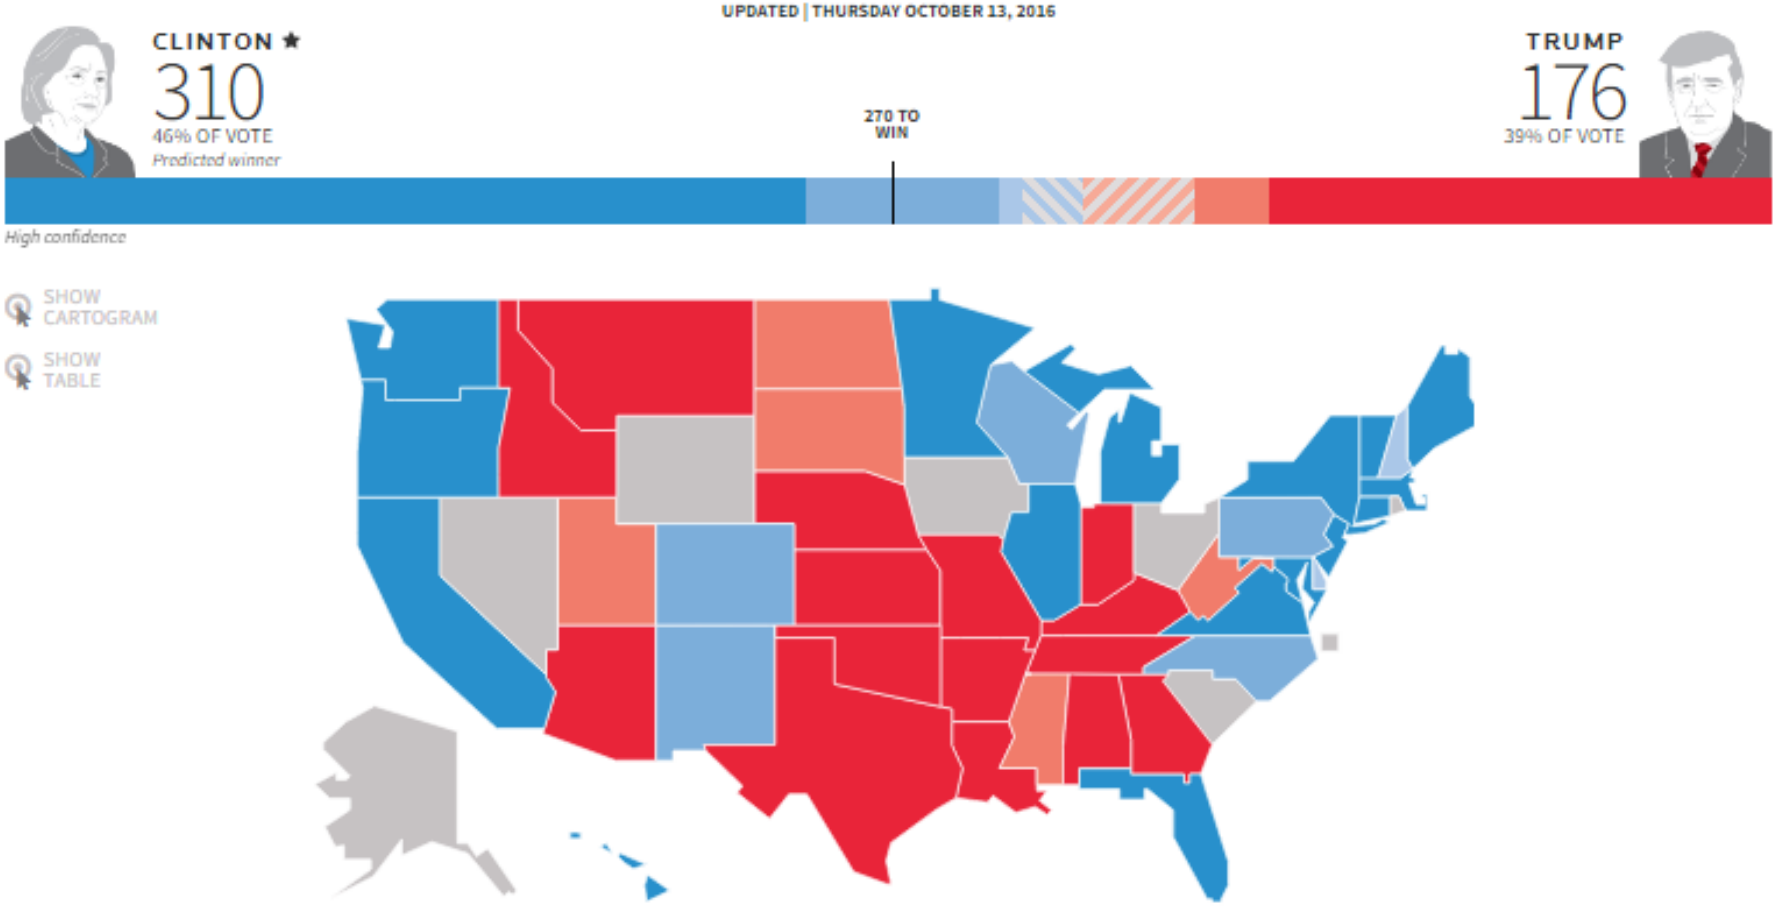 UPDATED | THURSDAY OCTOBER 13, 2016
CLINTON ★
310
46% OF VOTE
Predicted winner
270 TO
WIN
TRUMP
176
39% OF VOTE
High confidence
SHOW
CARTOGRAM
SHOW
TABLE